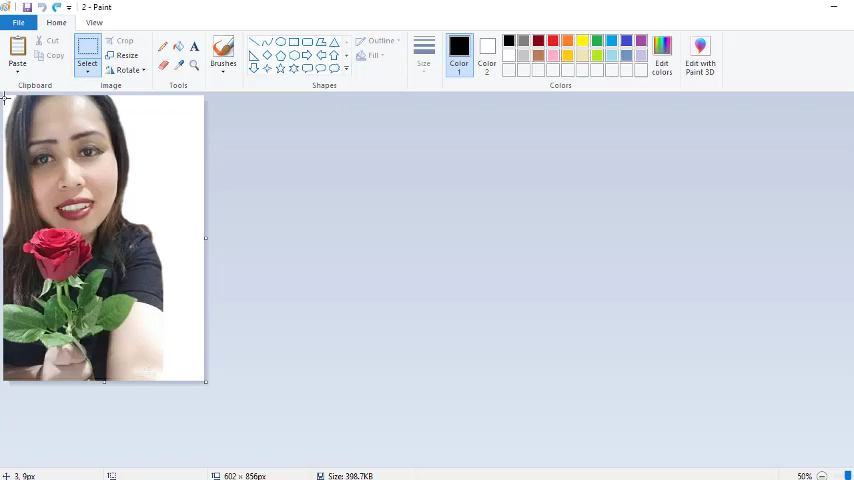 2 - Paint
File Home View
Paste
Cut
Copy
Clipboard
Select
Crop
Resize
Rotate
Image
A
Tools
Brushes
Outline
Fill
Shapes
Size
Color
1
Color
2
Edit
colors
Colors
Edit with
Paint 3D
3, 9px
602 × 856px
Size: 398.7KB
50%